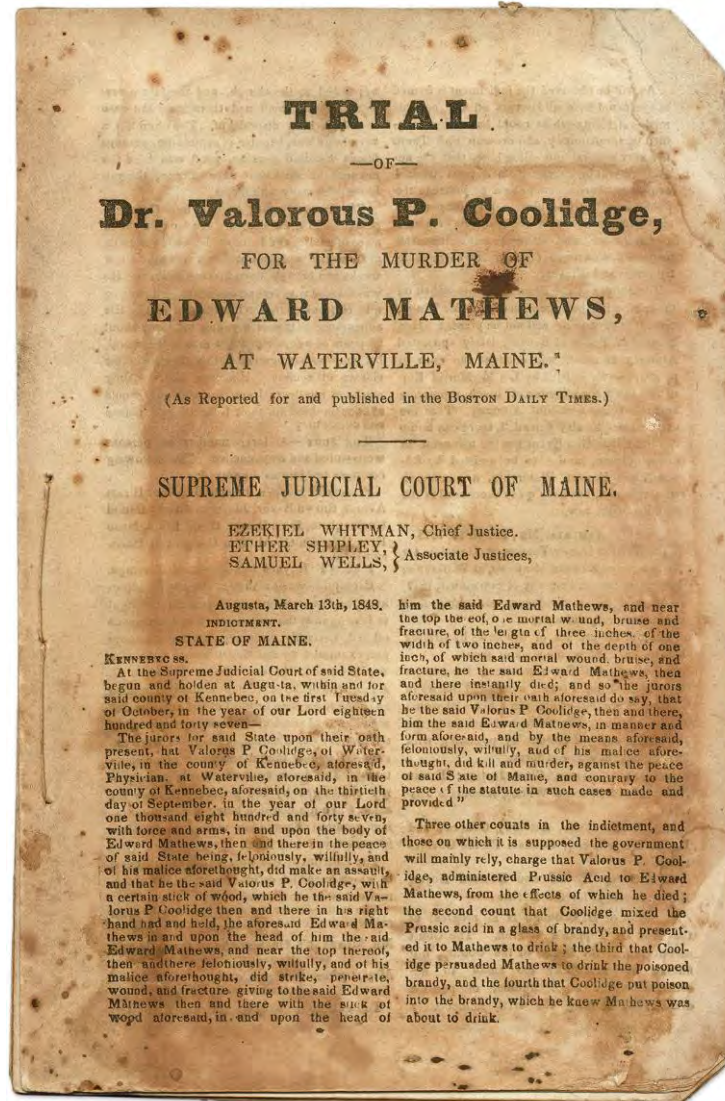 TRIAL
—OF—
Dr. Valorous P. Coolidge,
FOR THE MURDER OF
EDWARD MATHEWS,
AT WATERVILLE, MAINE.
(As Reported for and published in the BOSTON DAILY TIMES.)
SUPREME JUDICIAL COURT OF MAINE.
EZEKIEL WHITMAN, Chief Justice.
ETHER SHIPLEY,
SAMUEL WELLS, } Associate Justices,
Augusta, March 13th, 1848.
INDICTMENT.
STATE OF MAINE.
KENNEBEC SS.
At the Supreme Judicial Court of said State,
begun and holden at Augusta, within and for
said county of Kennebec, on the first Tuesday
of October, in the year of our Lord eighteen
hundred and forty seven—
The jurors for said State upon their oath
present, hat Valorus P Coolidge, of Water-
ville, in the county of Kennebec, aforesaid,
Physician, at Waterville, aforesaid, in the
county of Kennebec, aforesaid, on the thirtieth
day of September, in the year of our Lord
one thousand eight hundred and forty seven,
with force and arms, in and upon the body of
Edward Mathews, then and there in the peace
of said State being, feloniously, wilfully, and
of his malice aforethought, did make an assault,
and that he the said Valorus P. Coolidge, with
a certain stick of wood, which he the said Va-
lorus P Coolidge then and there in his right
hand had and held, the aforesaid Edward Ma-
thews in and upon the head of him the said
Edward Mathews, and near the top thereof,
then and there feloniously, wilfully, and of his
malice aforethought, did strike, penetrate,
wound, and fracture giving to the said Edward
Mathews then and there with the stick of
wood aforesaid, in and upon the head of
him the said Edward Mathews, and near
the top thereof, one mortal wound, bruise and
fracture, of the length of three inches, of the
width of two inches, and of the depth of one
inch, of which said mortal wound, bruise, and
fracture, he the said Edward Mathews, then
and there instantly died; and so the jurors
aforesaid upon their oath aforesaid do say, that
he the said Valorus P Coolidge, then and there,
him the said Edward Mathews, in manner and
form aforesaid, and by the means aforesaid,
feloniously, wilfully, and of his malice afore-
thought, did kill and murder, against the peace
of said State of Maine, and contrary to the
peace of the statute in such cases made and
provided"
Three other counts in the indictment, and
those on which it is supposed the government
will mainly rely, charge that Valorus P. Cool-
idge, administered Prussic Acid to Edward
Mathews, from the effects of which he died;
the second count that Coolidge mixed the
Prussic acid in a glass of brandy, and present-
ed it to Mathews to drink; the third that Cool-
idge persuaded Mathews to drink the poisoned
brandy, and the fourth that Coolidge put poison
into the brandy, which he knew Mathews was
about to drink.